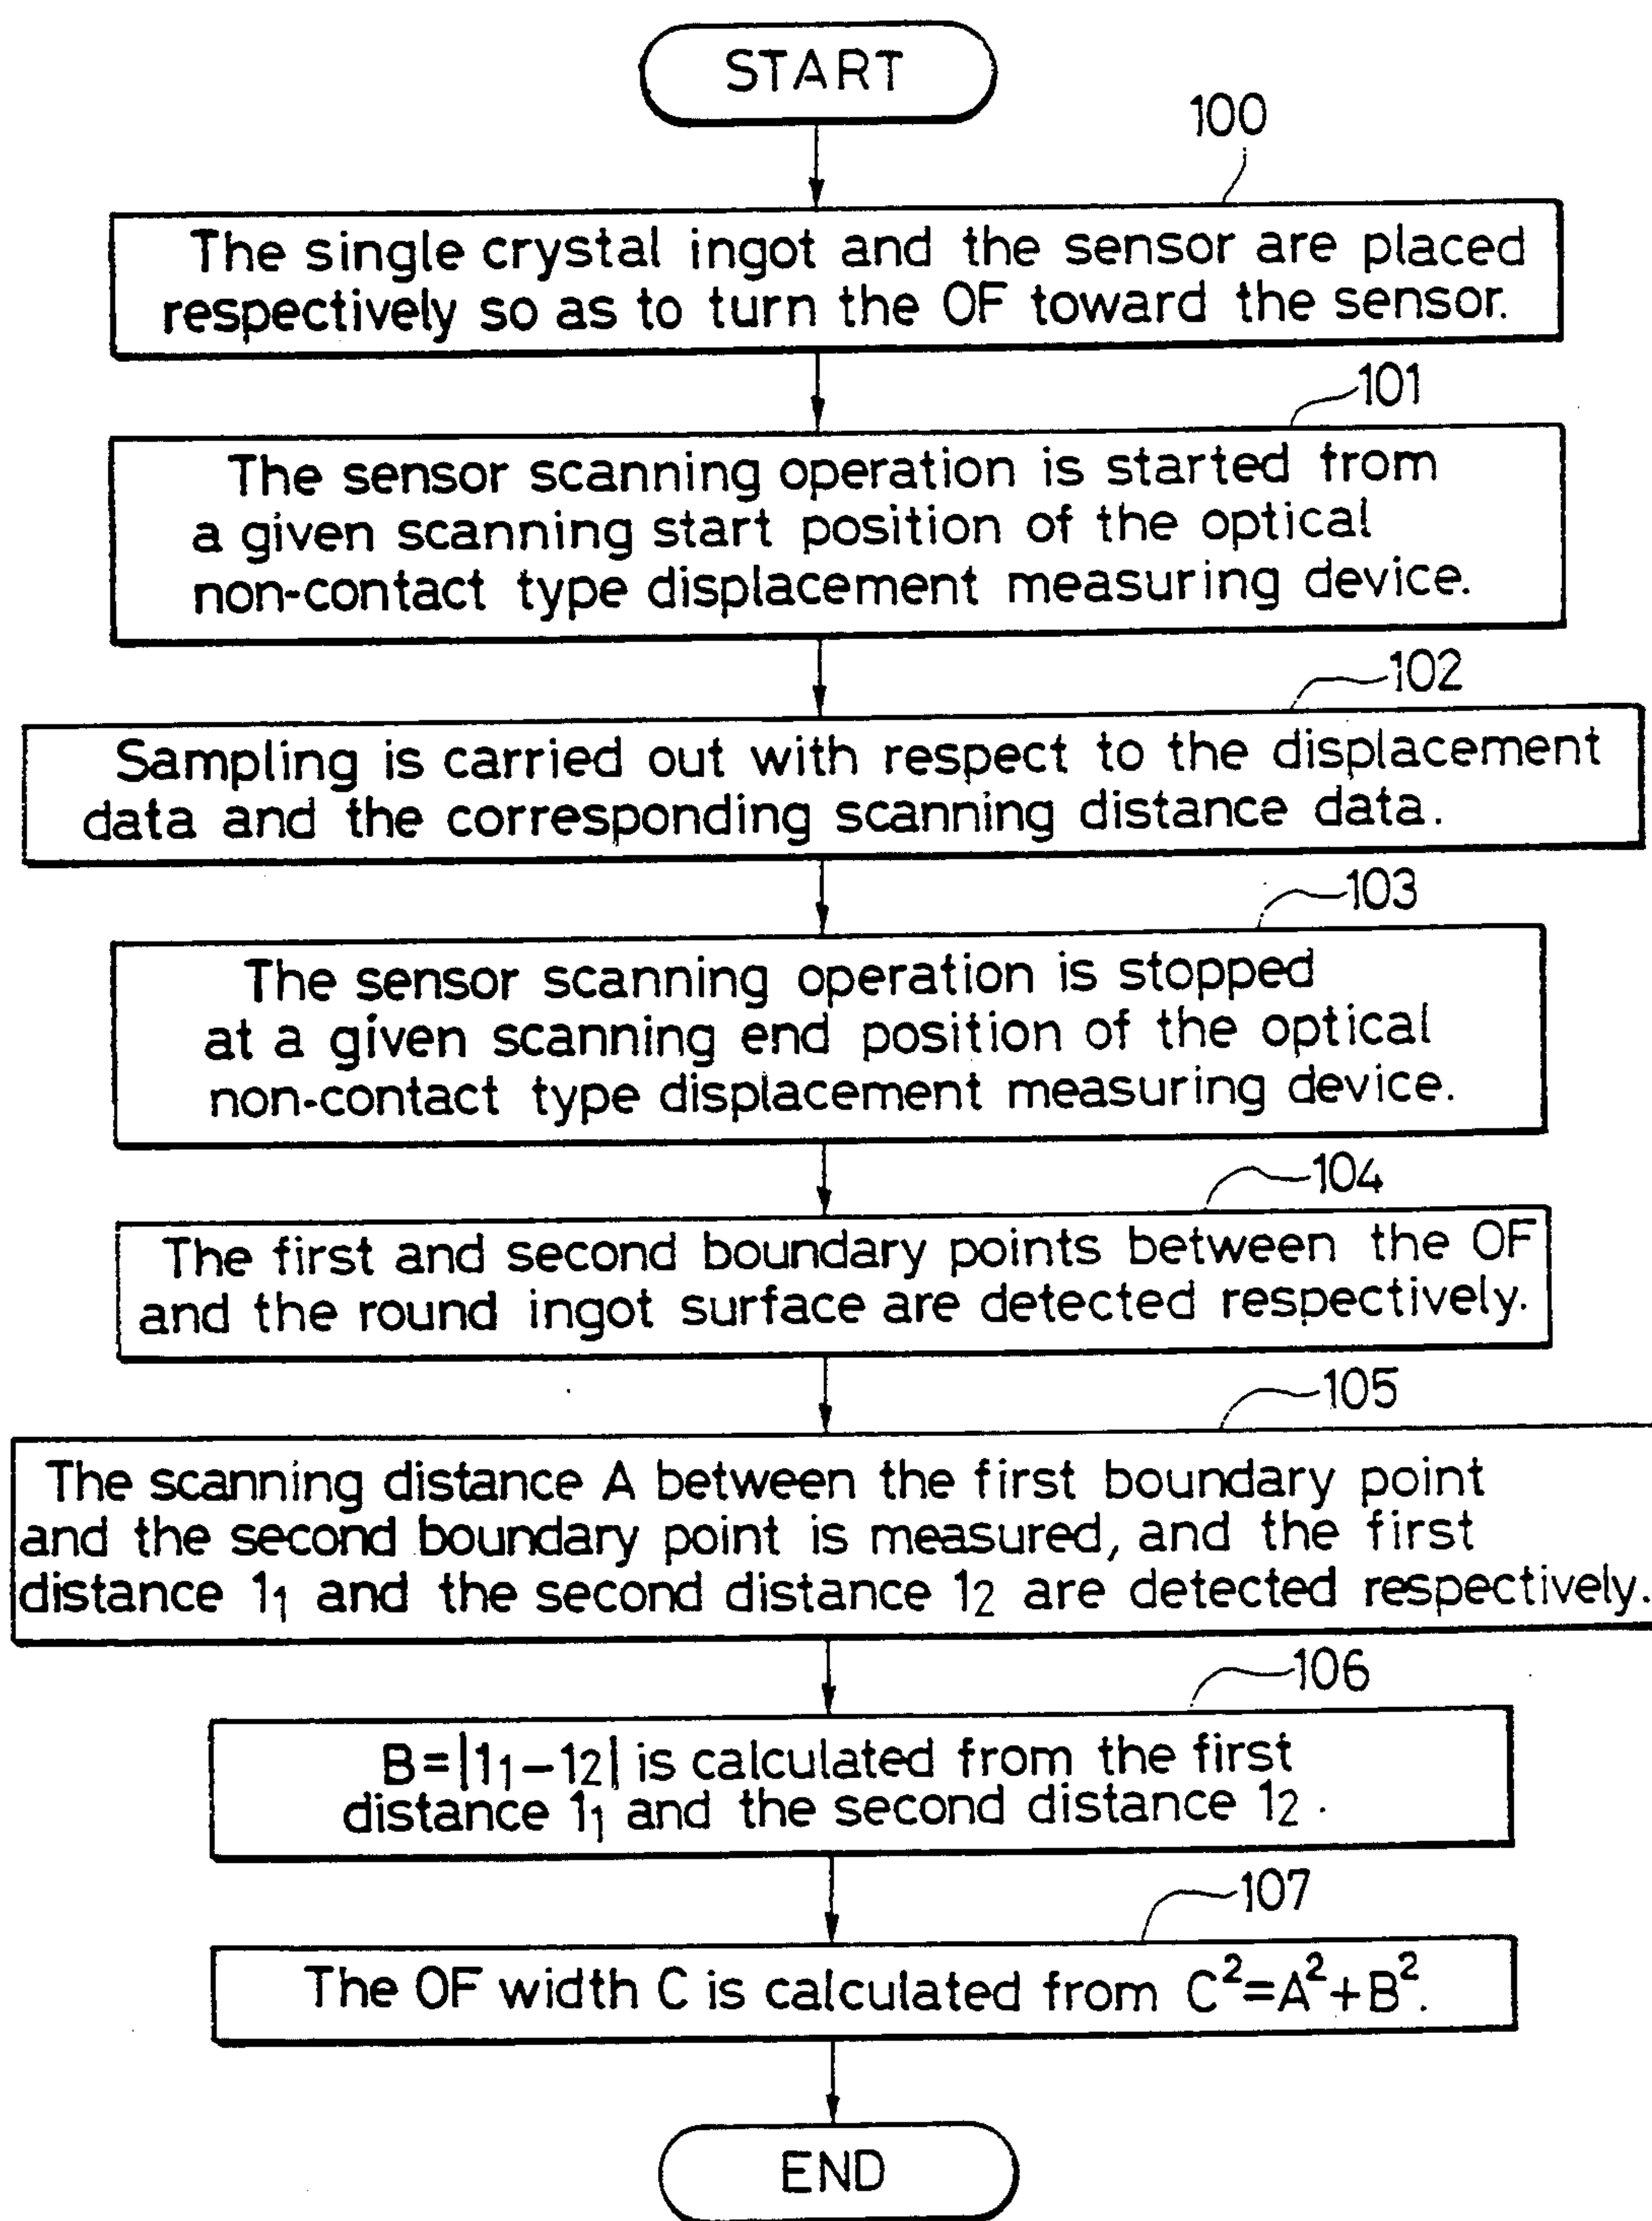 START
100
The single crystal ingot and the sensor are placed
respectively so as to turn the OF toward the sensor.
101
The sensor scanning operation is started from
a given scanning start position of the optical
non-contact type displacement measuring device.
102
Sampling is carried out with respect to the displacement
data and the corresponding scanning distance data.
103
The sensor scanning operation is stopped
at a given scanning end position of the optical
non-contact type displacement measuring device.
104
The first and second boundary points between the OF
and the round ingot surface are detected respectively.
105
The scanning distance A between the first boundary point
and the second boundary point is measured, and the first
distance l₁ and the second distance l₂ are detected respectively.
106
B=|l₁-l₂| is calculated from the first
distance l₁ and the second distance l₂.
107
The OF width C is calculated from C²=A²+B².
END